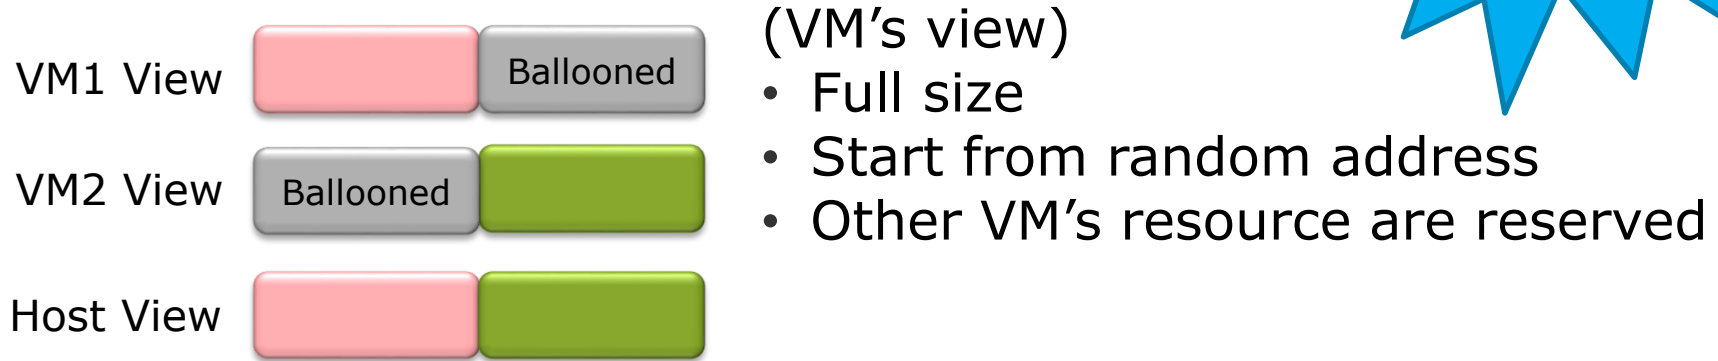 VM1 View
Ballooned
VM2 View
Ballooned
Host View
(VM's view)
• Full size
• Start from random address
• Other VM's resource are reserved